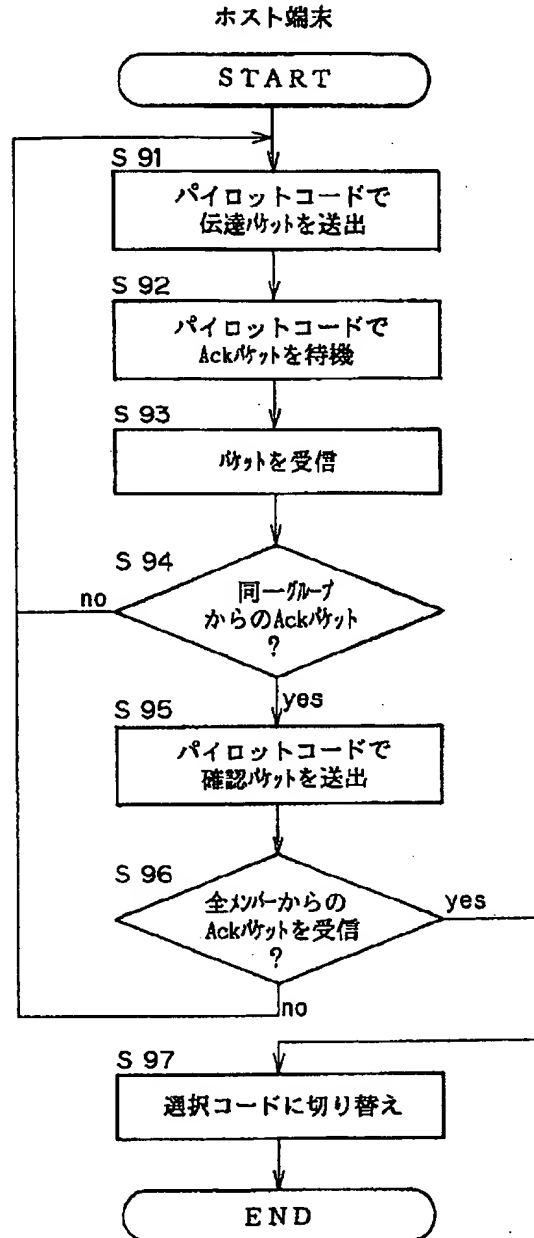 ホスト端末
START
S 91
パイロットコードで
伝達パケットを送出
S 92
パイロットコードで
Ackパケットを待機
S 93
パケットを受信
S 94
同一グループ
からのAckパケット
?
no
yes
S 95
パイロットコードで
確認パケットを送出
S 96
全メンバーからの
Ackパケットを受信
?
yes
no
S 97
選択コードに切り替え
END